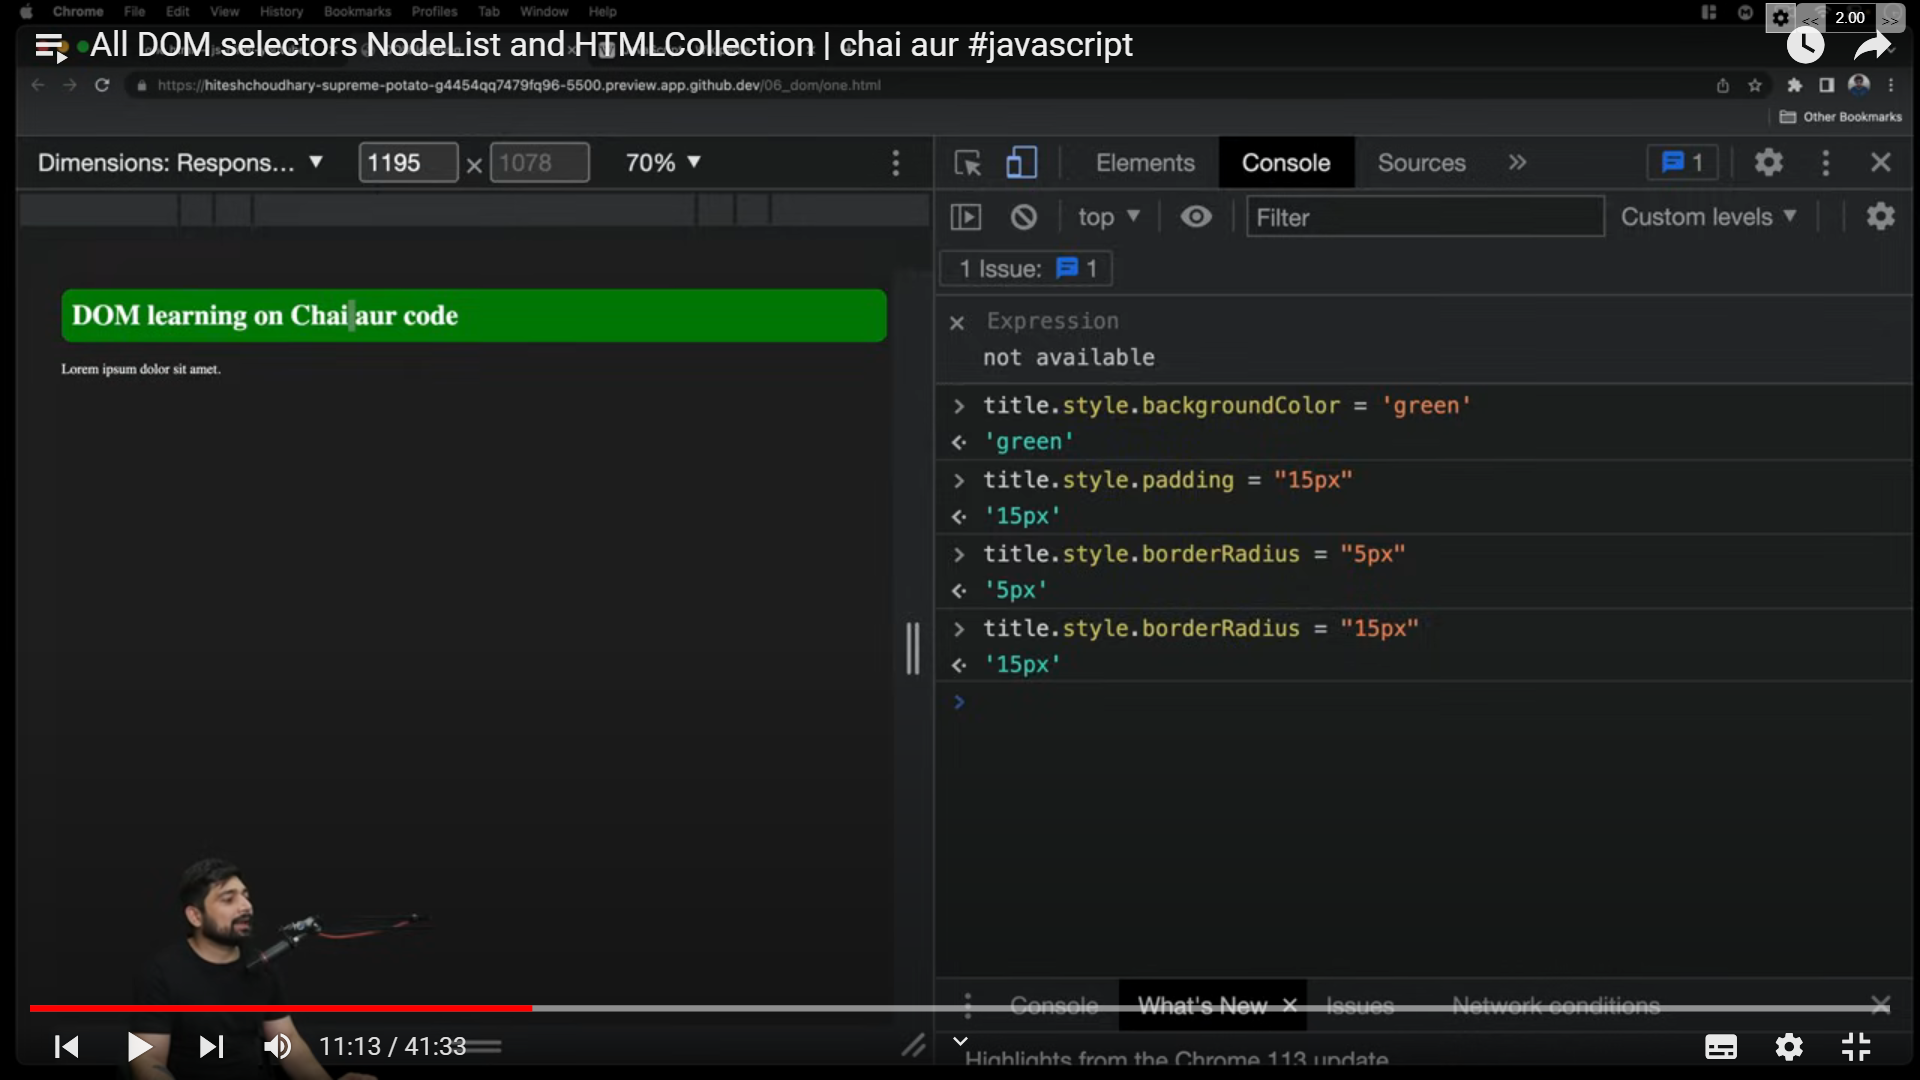 Chrome File Edit View History Bookmarks Profiles Tab Window Help
<< 2.00 >>
All DOM selectors NodeList and HTMLCollection | chai aur #javascript
https://hiteshchoudhary-supreme-potato-g4454qq7479fq96-5500.preview.app.github.dev/06_dom/one.html
Other Bookmarks
Dimensions: Respons... ▼ 1195 × 1078 70% ▼
Elements Console Sources » 1
top ▼ Filter Custom levels ▼
1 Issue: 1
DOM learning on Chai aur code
Lorem ipsum dolor sit amet.
Expression
not available
title.style.backgroundColor = 'green'
'green'
title.style.padding = "15px"
'15px'
title.style.borderRadius = "5px"
'5px'
title.style.borderRadius = "15px"
'15px'
Console What's New × Issues Network conditions
11:13 / 41:33
Highlights from the Chrome 113 update